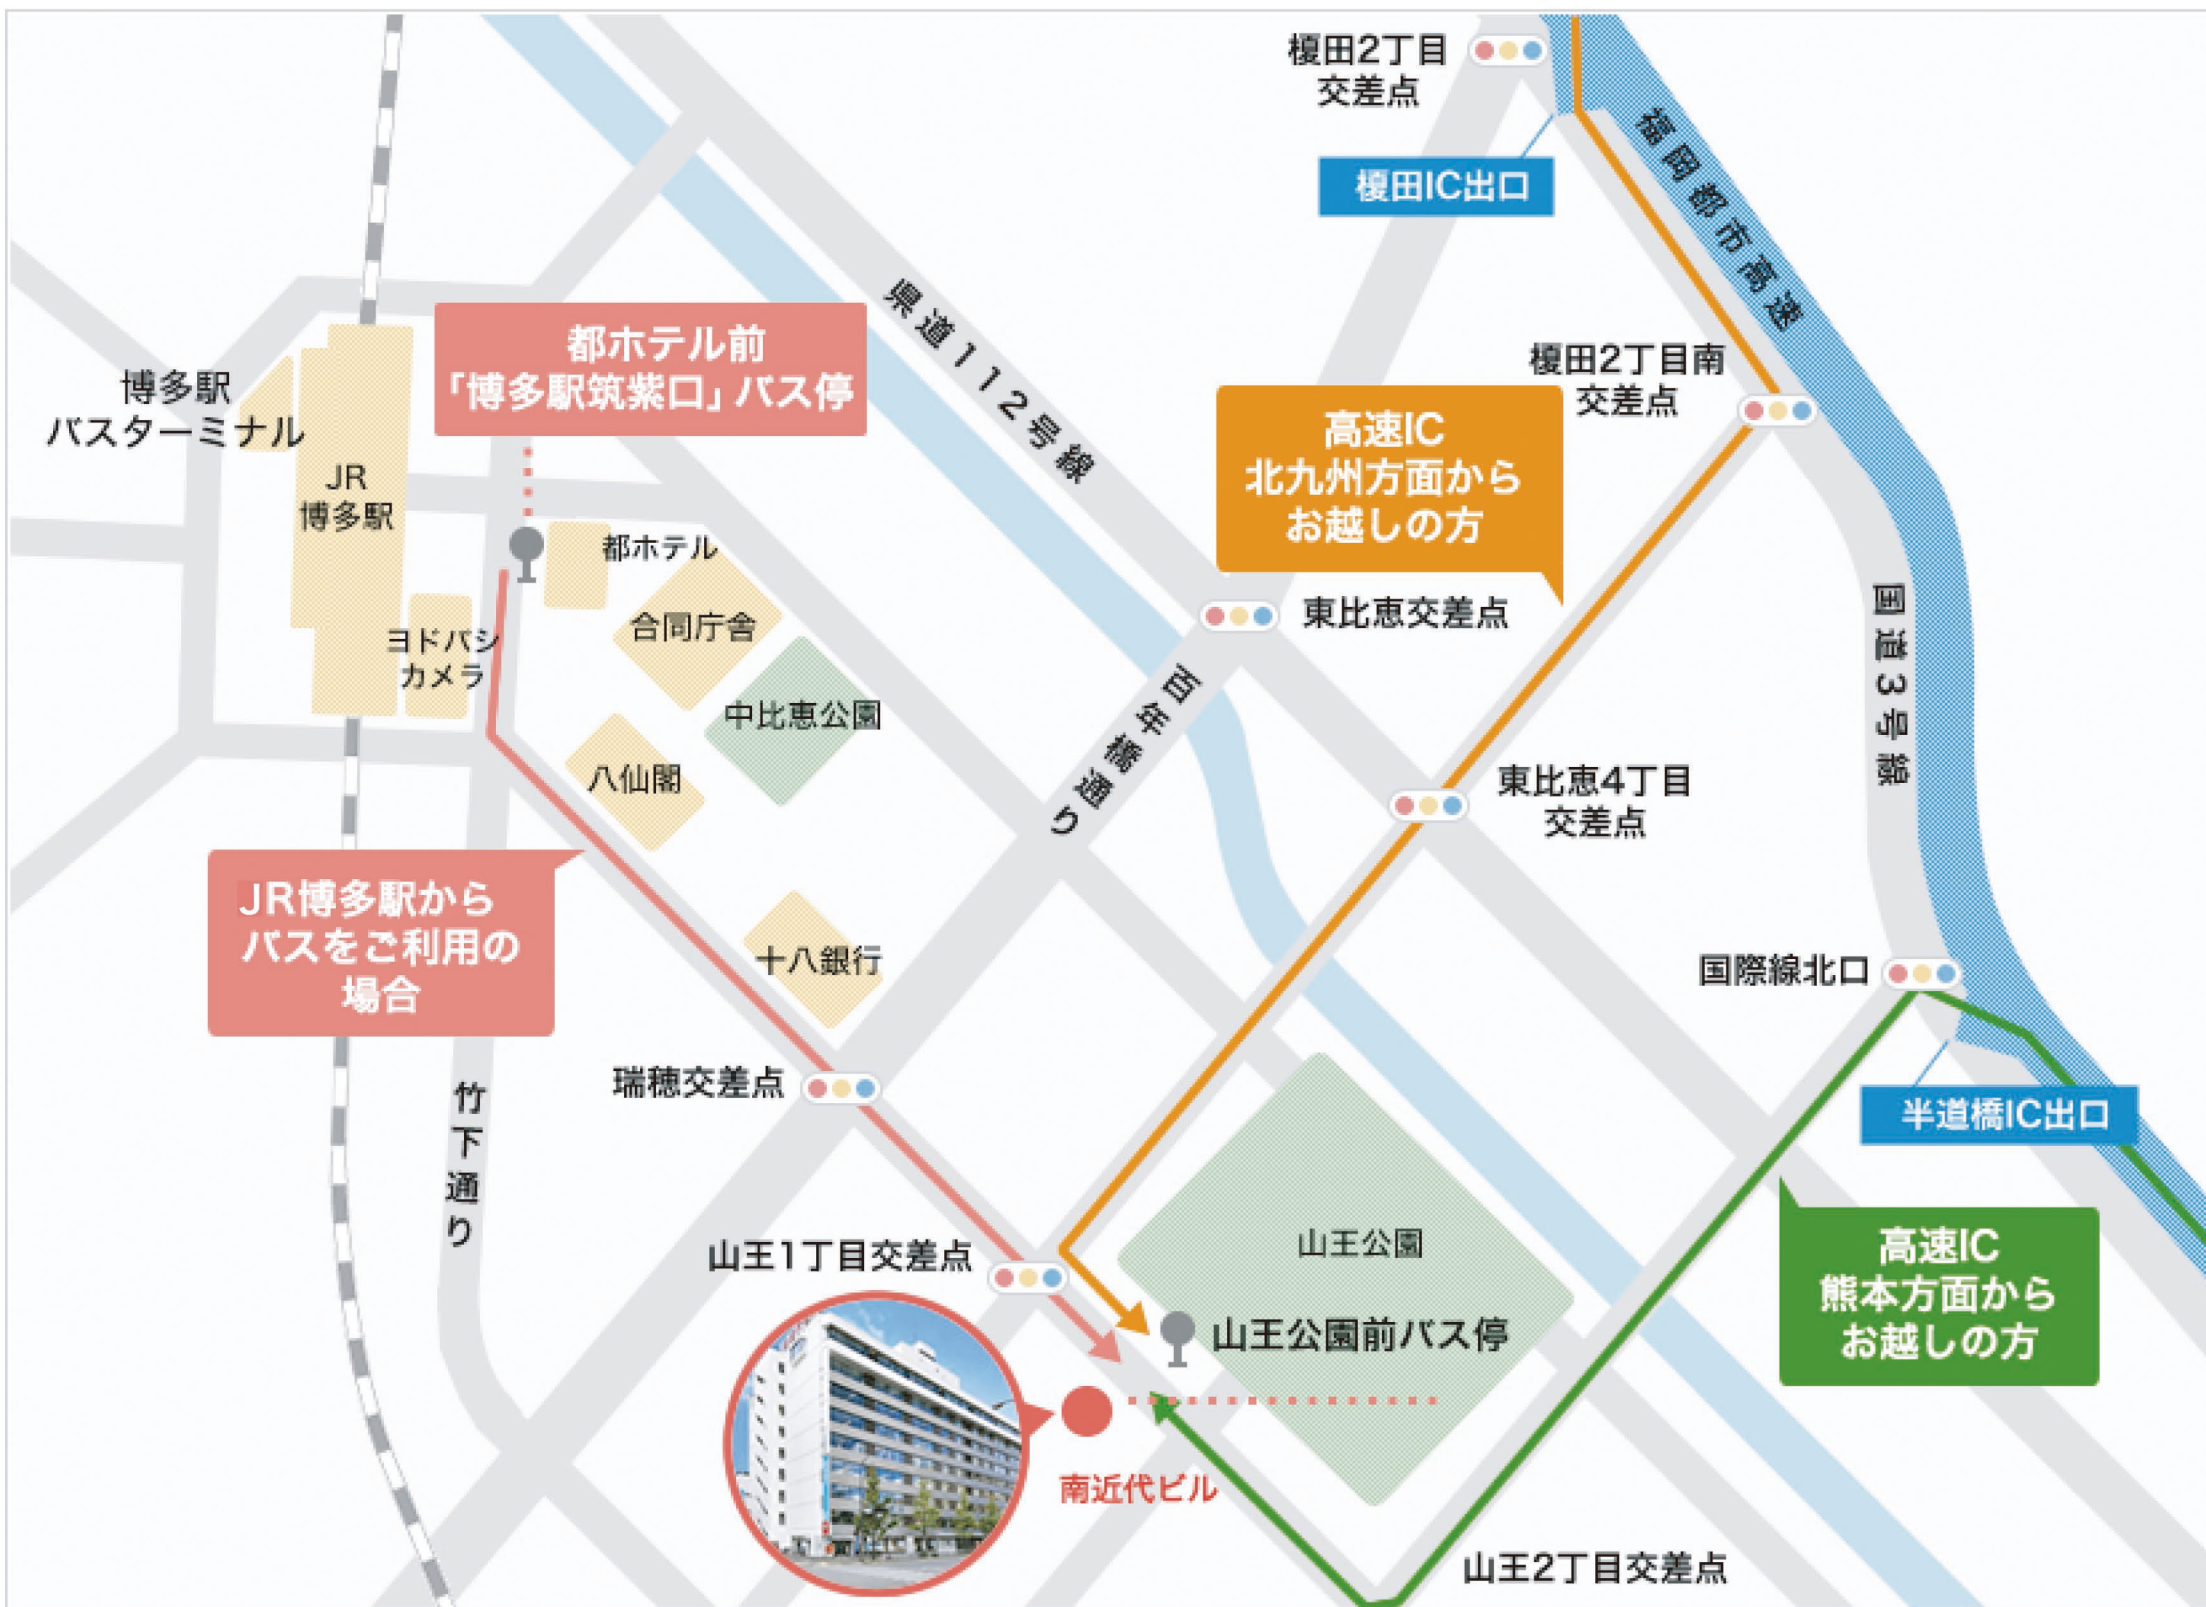 榎田2丁目
交差点
榎田IC出口
福岡都市高速
都ホテル前
「博多駅筑紫口」バス停
県道112号線
榎田2丁目南
交差点
博多駅
バスターミナル
JR
博多駅
高速IC
北九州方面から
お越しの方
都ホテル
合同庁舎
東比恵交差点
国道3号線
ヨドバシ
カメラ
中比恵公園
百年橋通り
八仙閣
東比恵4丁目
交差点
JR博多駅から
バスをご利用の
場合
十八銀行
国際線北口
瑞穂交差点
半道橋IC出口
竹下通り
山王1丁目交差点
山王公園
高速IC
熊本方面から
お越しの方
山王公園前バス停
南近代ビル
山王2丁目交差点